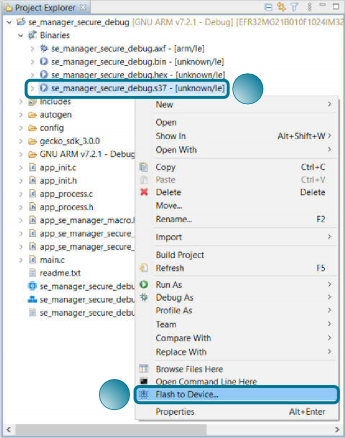 Project Explorer
se_manager_secure_debug [GNU ARM v7.2.1 - Debug] [EFR32MG21B010F1024IM32
Binaries
se_manager_secure_debug.axf - [arm/le]
se_manager_secure_debug.bin - [unknown/le]
se_manager_secure_debug.hex - [unknown/le]
se_manager_secure_debug.s37 - [unknown/le]
Includes
autogen
config
gecko_sdk_3.0.0
GNU ARM v7.2.1 - Debug
app_init.c
app_init.h
app_process.c
app_process.h
app_se_manager_macro.
app_se_manager_secure_
app_se_manager_secure_
main.c
readme.txt
se_manager_secure_debu
se_manager_secure_debu
se_manager_secure_debu
New
Open
Show In Alt+Shift+W
Open With
Copy Ctrl+C
Paste Ctrl+V
Delete Delete
Move...
Rename... F2
Import
Build Project
Refresh F5
Run As
Debug As
Profile As
Team
Compare With
Replace With
Browse Files Here
Open Command Line Here
Flash to Device...
Properties Alt+Enter